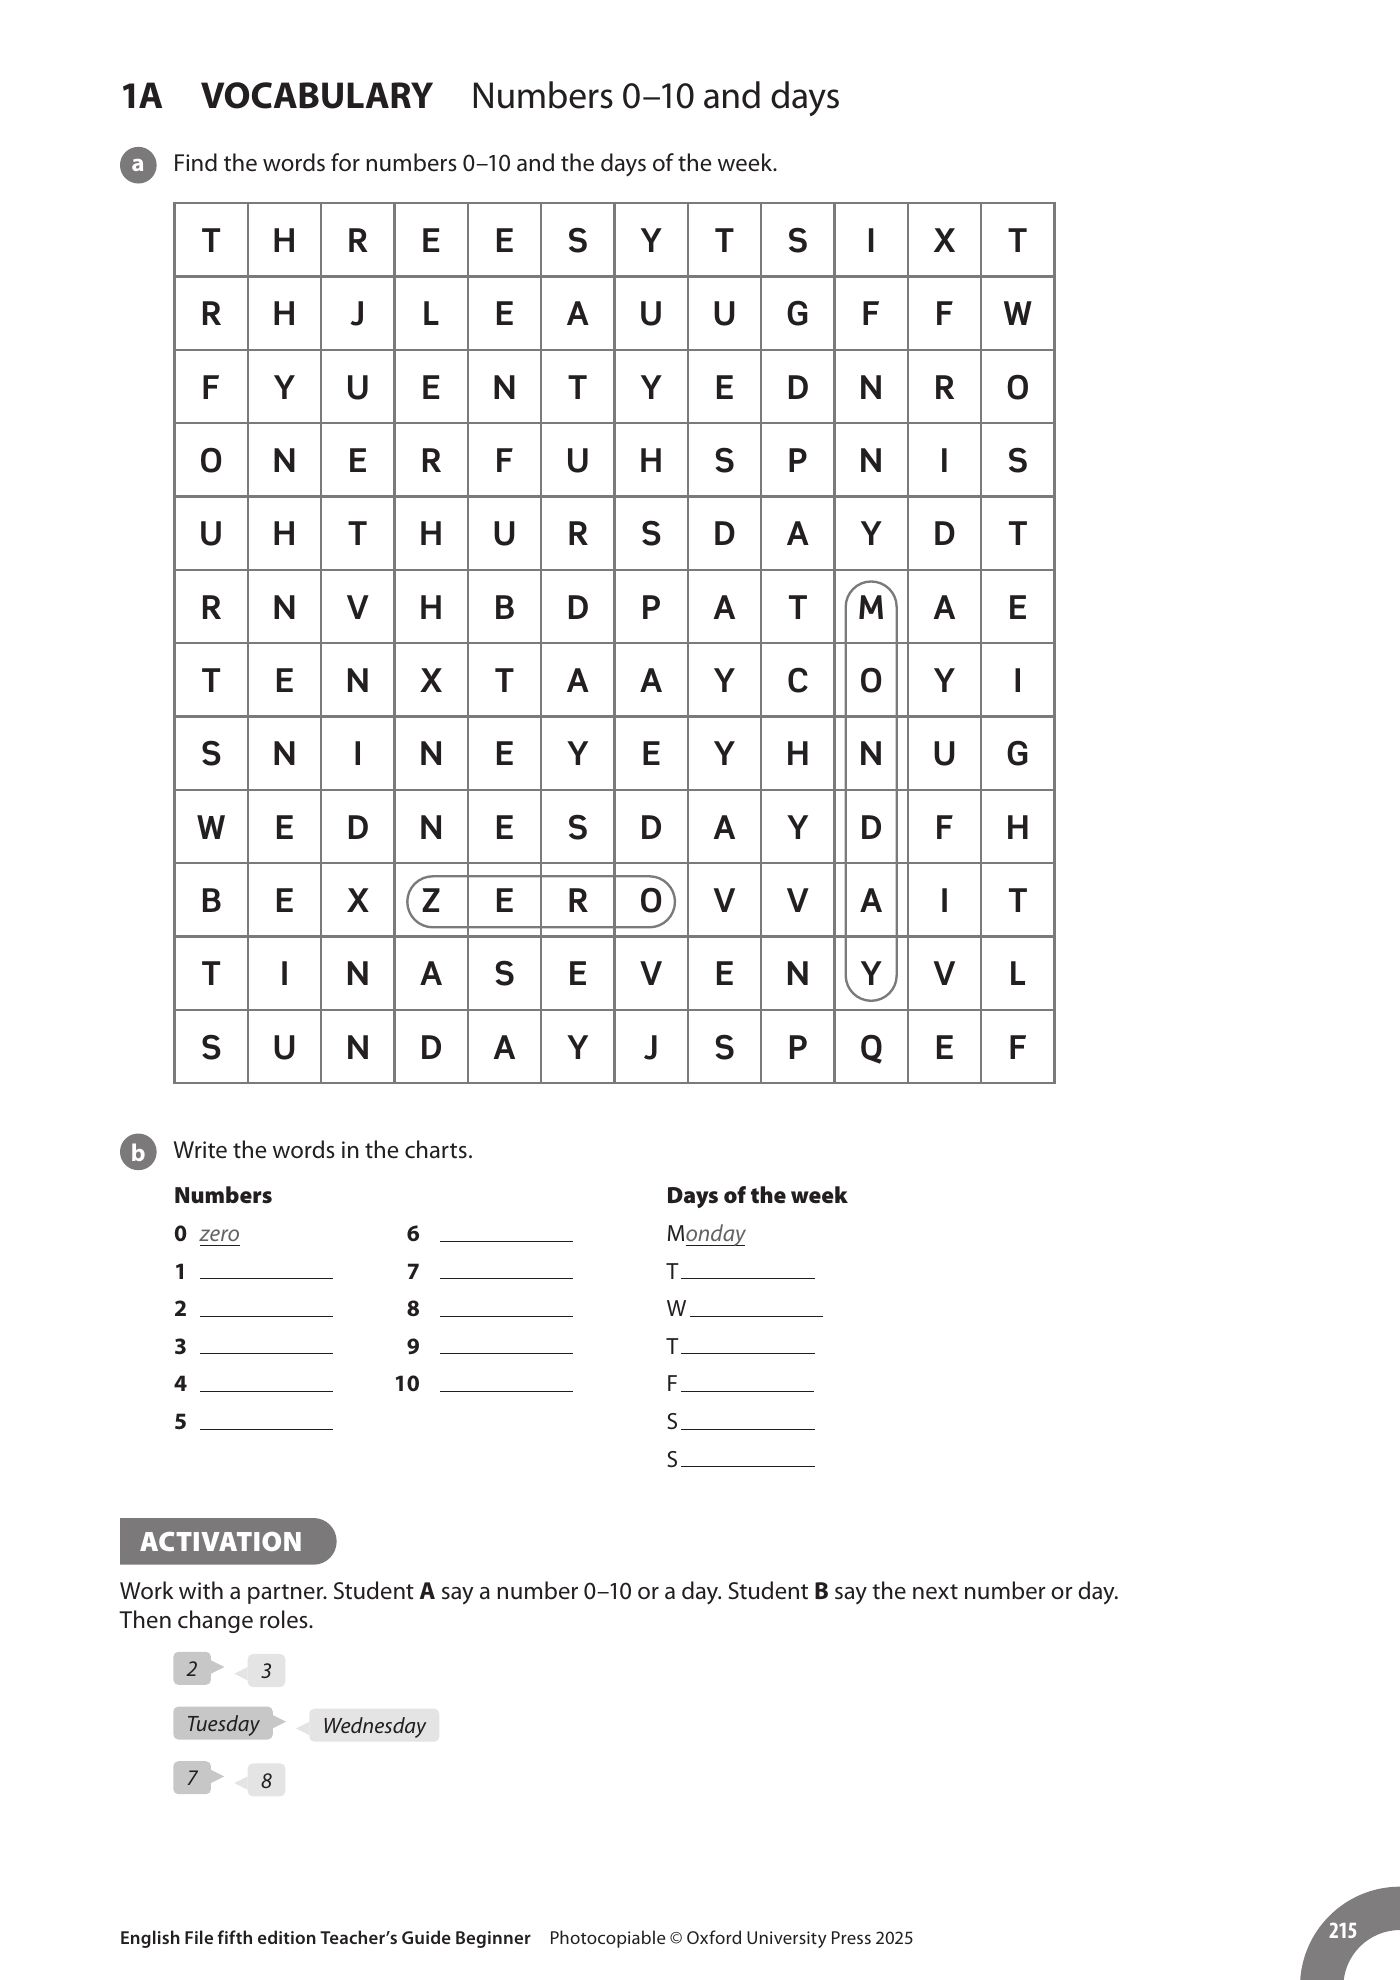 1A VOCABULARY Numbers 0–10 and days
a Find the words for numbers 0–10 and the days of the week.
T H R E E S Y T S I X T
R H J L E A U U G F F W
F Y U E N T Y E D N R O
O N E R F U H S P N I S
U H T H U R S D A Y D T
R N V H B D P A T M A E
T E N X T A A Y C O Y I
S N I N E Y E Y H N U G
W E D N E S D A Y D F H
B E X Z E R O V V A I T
T I N A S E V E N Y V L
S U N D A Y J S P Q E F
b Write the words in the charts.
Numbers Days of the week
0 zero 6 Monday
1 7 T
2 8 W
3 9 T
4 10 F
5 S
S
ACTIVATION
Work with a partner. Student A say a number 0–10 or a day. Student B say the next number or day.
Then change roles.
2 3
Tuesday Wednesday
7 8
English File fifth edition Teacher's Guide Beginner Photocopiable © Oxford University Press 2025
215